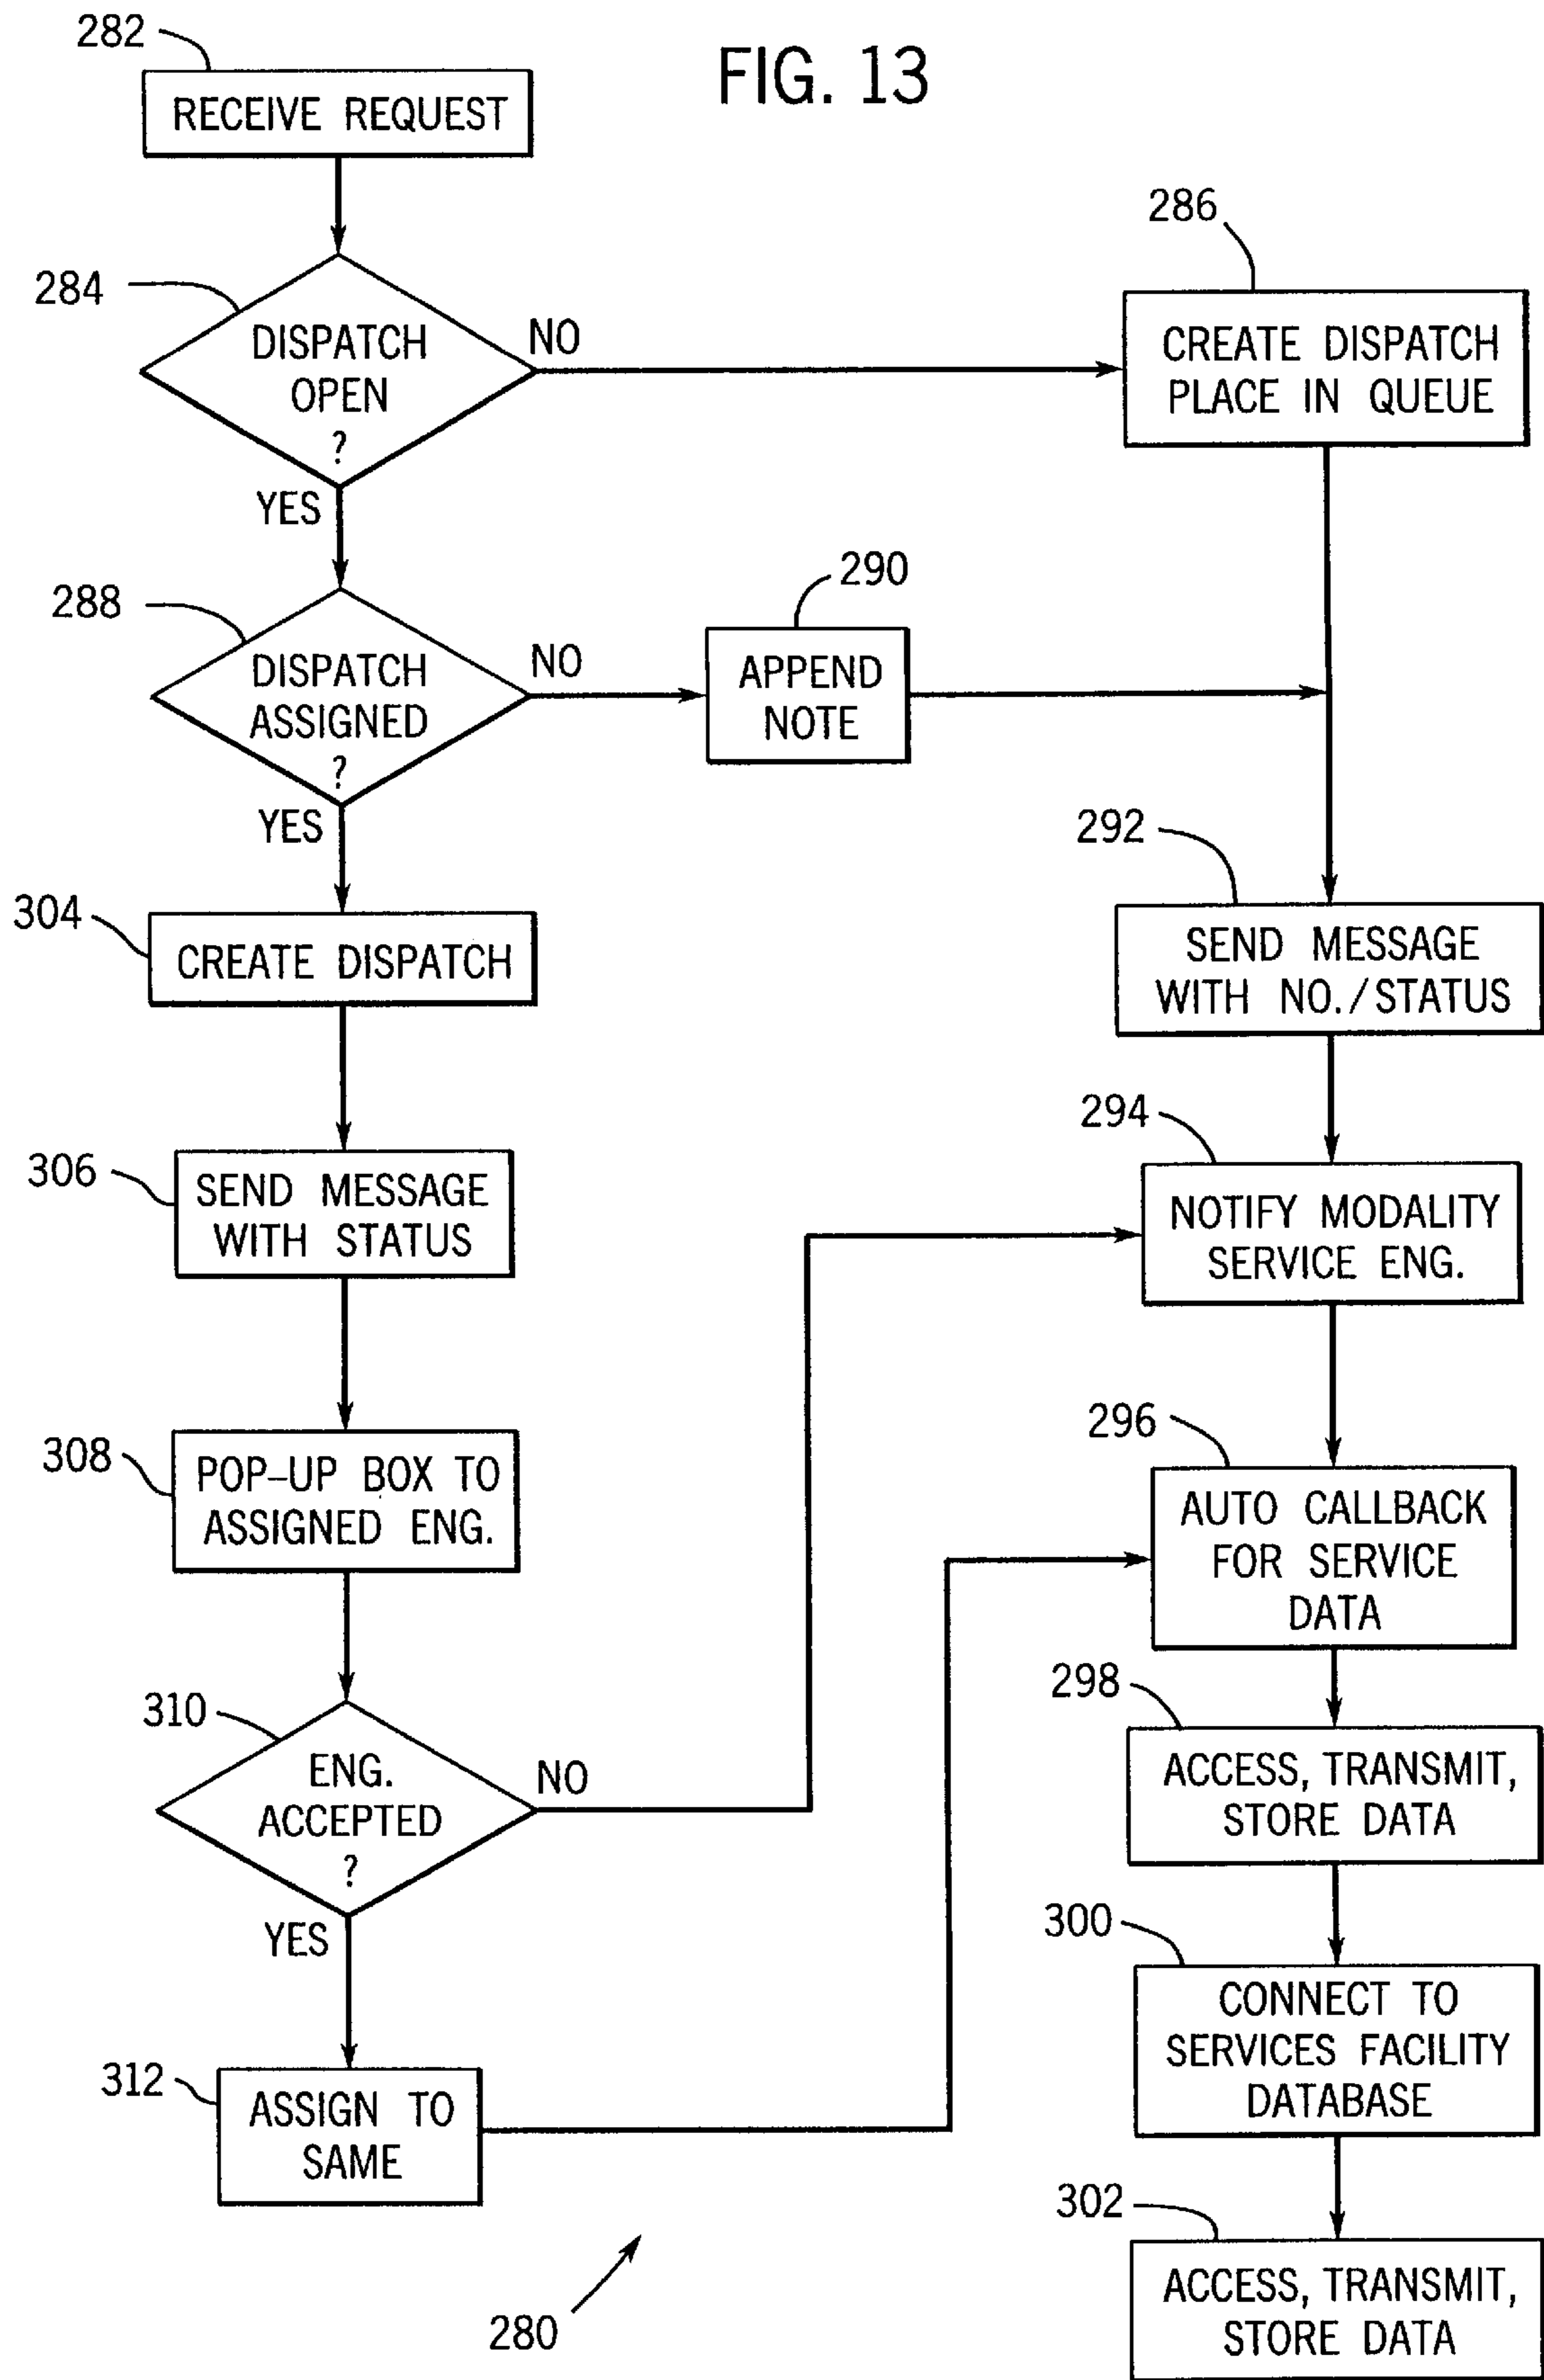 FIG. 13
282
RECEIVE REQUEST
284
DISPATCH
OPEN
?
NO
YES
286
CREATE DISPATCH
PLACE IN QUEUE
288
DISPATCH
ASSIGNED
?
NO
YES
290
APPEND
NOTE
292
SEND MESSAGE
WITH NO./STATUS
304
CREATE DISPATCH
294
NOTIFY MODALITY
SERVICE ENG.
306
SEND MESSAGE
WITH STATUS
296
AUTO CALLBACK
FOR SERVICE
DATA
308
POP-UP BOX TO
ASSIGNED ENG.
298
ACCESS, TRANSMIT,
STORE DATA
310
ENG.
ACCEPTED
?
NO
YES
300
CONNECT TO
SERVICES FACILITY
DATABASE
312
ASSIGN TO
SAME
302
ACCESS, TRANSMIT,
STORE DATA
280